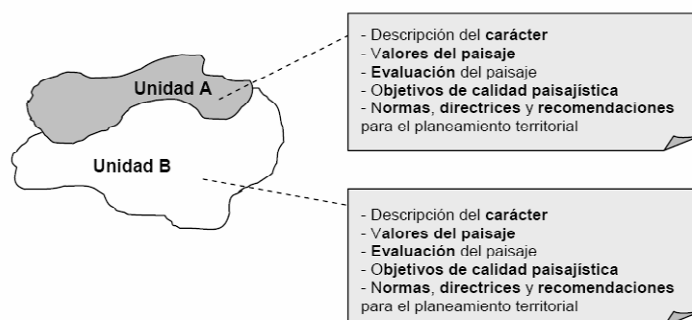 Unidad A
Unidad B
- Descripción del carácter
- Valores del paisaje
- Evaluación del paisaje
- Objetivos de calidad paisajística
- Normas, directrices y recomendaciones
para el planeamiento territorial
- Descripción del carácter
- Valores del paisaje
- Evaluación del paisaje
- Objetivos de calidad paisajística
- Normas, directrices y recomendaciones
para el planeamiento territorial